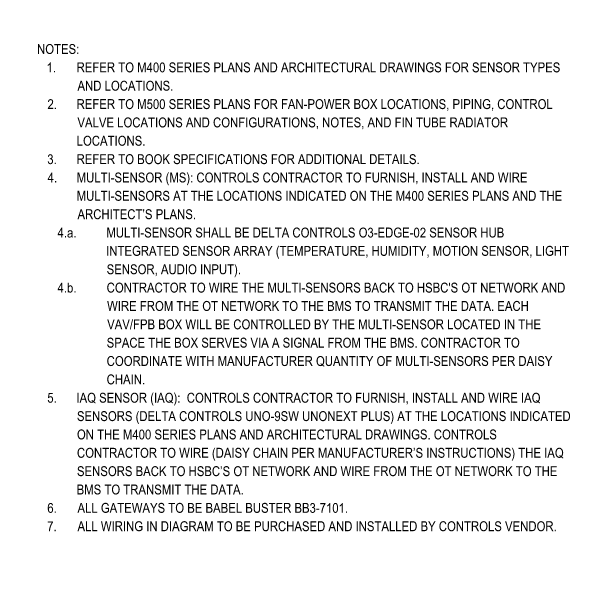 NOTES:
1. REFER TO M400 SERIES PLANS AND ARCHITECTURAL DRAWINGS FOR SENSOR TYPES
AND LOCATIONS.
2. REFER TO M500 SERIES PLANS FOR FAN-POWER BOX LOCATIONS, PIPING, CONTROL
VALVE LOCATIONS AND CONFIGURATIONS, NOTES, AND FIN TUBE RADIATOR
LOCATIONS.
3. REFER TO BOOK SPECIFICATIONS FOR ADDITIONAL DETAILS.
4. MULTI-SENSOR (MS): CONTROLS CONTRACTOR TO FURNISH, INSTALL AND WIRE
MULTI-SENSORS AT THE LOCATIONS INDICATED ON THE M400 SERIES PLANS AND THE
ARCHITECT'S PLANS.
4.a. MULTI-SENSOR SHALL BE DELTA CONTROLS O3-EDGE-02 SENSOR HUB
INTEGRATED SENSOR ARRAY (TEMPERATURE, HUMIDITY, MOTION SENSOR, LIGHT
SENSOR, AUDIO INPUT).
4.b. CONTRACTOR TO WIRE THE MULTI-SENSORS BACK TO HSBC'S OT NETWORK AND
WIRE FROM THE OT NETWORK TO THE BMS TO TRANSMIT THE DATA. EACH
VAV/FPB BOX WILL BE CONTROLLED BY THE MULTI-SENSOR LOCATED IN THE
SPACE THE BOX SERVES VIA A SIGNAL FROM THE BMS. CONTRACTOR TO
COORDINATE WITH MANUFACTURER QUANTITY OF MULTI-SENSORS PER DAISY
CHAIN.
5. IAQ SENSOR (IAQ): CONTROLS CONTRACTOR TO FURNISH, INSTALL AND WIRE IAQ
SENSORS (DELTA CONTROLS UNO-9SW UNONEXT PLUS) AT THE LOCATIONS INDICATED
ON THE M400 SERIES PLANS AND ARCHITECTURAL DRAWINGS. CONTROLS
CONTRACTOR TO WIRE (DAISY CHAIN PER MANUFACTURER'S INSTRUCTIONS) THE IAQ
SENSORS BACK TO HSBC'S OT NETWORK AND WIRE FROM THE OT NETWORK TO THE
BMS TO TRANSMIT THE DATA.
6. ALL GATEWAYS TO BE BABEL BUSTER BB3-7101.
7. ALL WIRING IN DIAGRAM TO BE PURCHASED AND INSTALLED BY CONTROLS VENDOR.